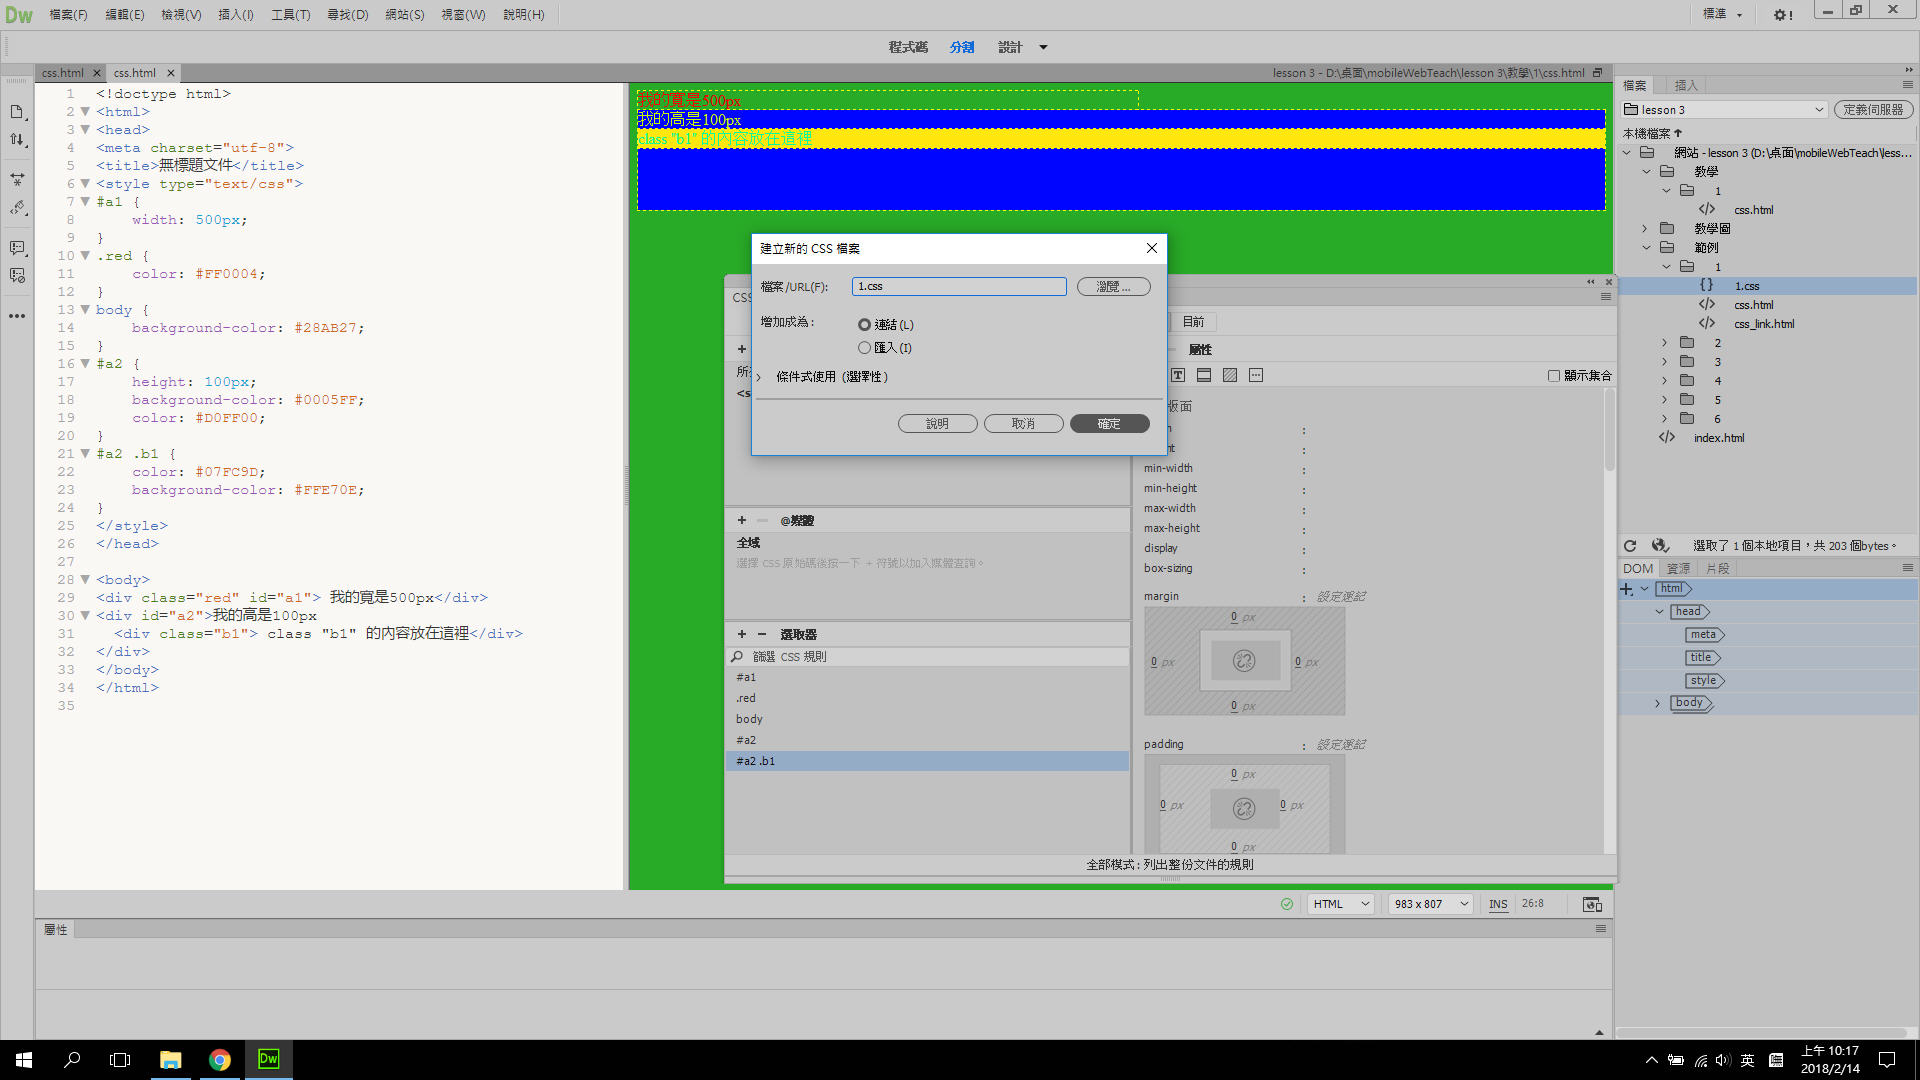 Dw 檔案(F) 編輯(E) 檢視(V) 插入(I) 工具(T) 尋找(D) 網站(S) 視窗(W) 說明(H) 標準
程式碼 分割 設計
css.html css.html lesson 3 - D:\桌面\mobileWebTeach\lesson 3\教學\1\css.html
1 <!doctype html>
2 <html>
3 <head>
4 <meta charset="utf-8">
5 <title>無標題文件</title>
6 <style type="text/css">
7 #a1 {
8 width: 500px;
9 }
10 .red {
11 color: #FF0004;
12 }
13 body {
14 background-color: #28AB27;
15 }
16 #a2 {
17 height: 100px;
18 background-color: #0005FF;
19 color: #D0FF00;
20 }
21 #a2 .b1 {
22 color: #07FC9D;
23 background-color: #FFE70E;
24 }
25 </style>
26 </head>
27
28 <body>
29 <div class="red" id="a1"> 我的寬是500px</div>
30 <div id="a2">我的高是100px
31 <div class="b1"> class "b1" 的內容放在這裡</div>
32 </div>
33 </body>
34 </html>
35
我的寬是500px
我的高是100px
class "b1" 的內容放在這裡
建立新的 CSS 檔案
檔案/URL(F): 1.css 瀏覽 ...
增加成為: 連結(L)
匯入(I)
條件式使用 (選擇性)
說明 取消 確定
CSS
目前
屬性
顯示集合
版面
min-width :
min-height :
max-width :
max-height :
display :
box-sizing :
margin : 設定速記
0 px
0 px 0 px
0 px
padding : 設定速記
0 px
0 px 0 px
0 px
@媒體
全域
選擇 CSS 原始碼後按一下 + 符號以加入媒體查詢。
選取器
篩選 CSS 規則
#a1
.red
body
#a2
#a2 .b1
全部模式:列出整份文件的規則
HTML 983 x 807 INS 26:8
屬性
檔案 插入
lesson 3 定義伺服器
本機檔案
網站 - lesson 3 (D:\桌面\mobileWebTeach\less...
教學
1
css.html
教學圖
範例
1
1.css
css.html
css_link.html
2
3
4
5
6
index.html
選取了 1 個本地項目，共 203 個bytes。
DOM 資源 片段
html
head
meta
title
style
body
Dw
英
上午 10:17
2018/2/14